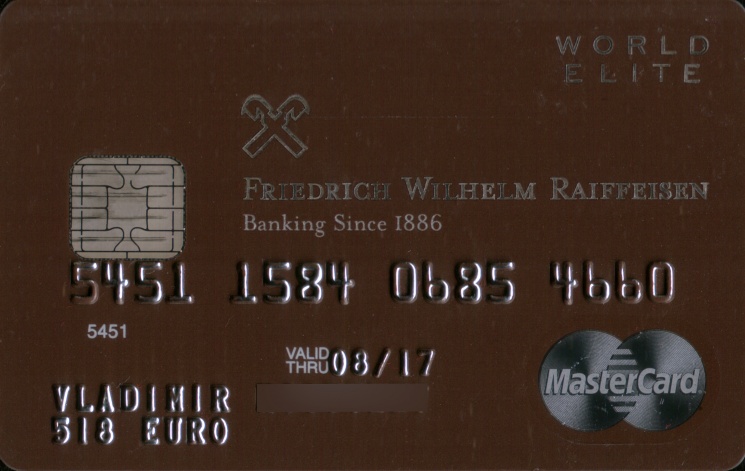 WORLD
ELITE
FRIEDRICH WILHELM RAIFFEISEN
Banking Since 1886
5451 1584 0685 4660
5451
VALID
THRU 08/17
VLADIMIR
518 EURO
MasterCard